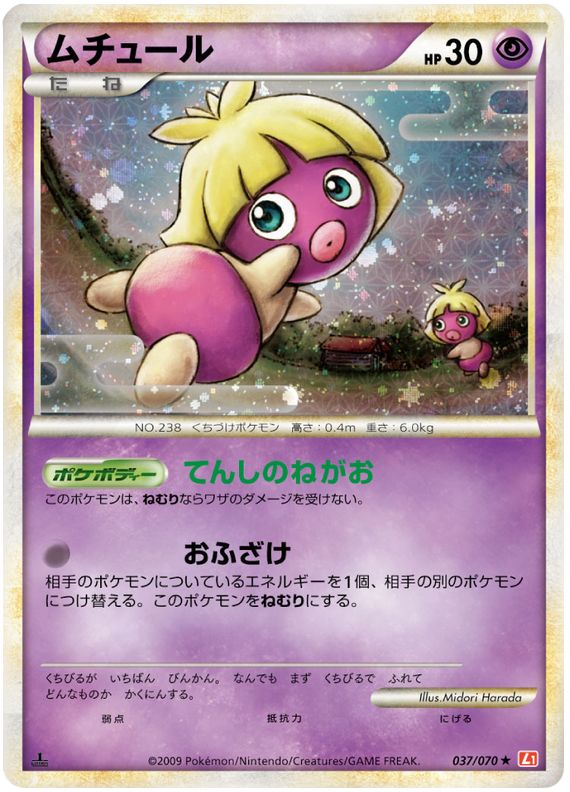 ムチュール
HP30
たね
NO.238 くちづけポケモン 高さ：0.4m 重さ：6.0kg
ポケボディー てんしのねがお
このポケモンは、ねむりならワザのダメージを受けない。
おふざけ
相手のポケモンについているエネルギーを1個、相手の別のポケモン
につけ替える。このポケモンをねむりにする。
くちびるが いちばん びんかん。なんでも まず くちびるで ふれて
どんなものか かくにんする。
Illus.Midori Harada
弱点 抵抗力 にげる
1
©2009 Pokémon/Nintendo/Creatures/GAME FREAK. 037/070 ★ L1